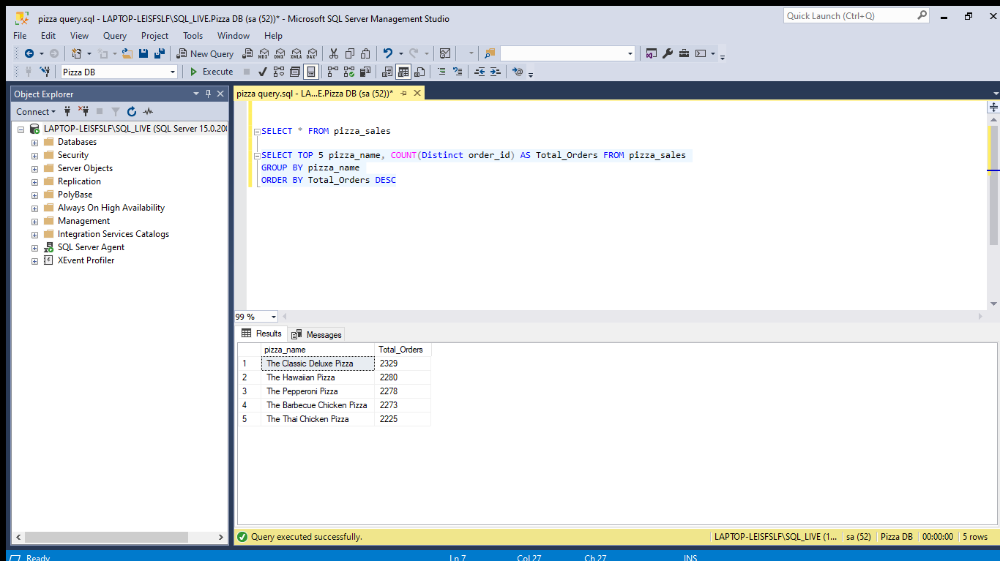 pizza query.sql - LAPTOP-LEISFSLF\SQL_LIVE.Pizza DB (sa (52))* - Microsoft SQL Server Management Studio
Quick Launch (Ctrl+Q)
File Edit View Query Project Tools Window Help
New Query MDX DMX XMLA DAX
Pizza DB Execute
Object Explorer
Connect
LAPTOP-LEISFSLF\SQL_LIVE (SQL Server 15.0.200
Databases
Security
Server Objects
Replication
PolyBase
Always On High Availability
Management
Integration Services Catalogs
SQL Server Agent
XEvent Profiler
pizza query.sql - LA...E.Pizza DB (sa (52))*
SELECT * FROM pizza_sales
SELECT TOP 5 pizza_name, COUNT(Distinct order_id) AS Total_Orders FROM pizza_sales
GROUP BY pizza_name
ORDER BY Total_Orders DESC
99 %
Results Messages
pizza_name Total_Orders
1 The Classic Deluxe Pizza 2329
2 The Hawaiian Pizza 2280
3 The Pepperoni Pizza 2278
4 The Barbecue Chicken Pizza 2273
5 The Thai Chicken Pizza 2225
Query executed successfully.
LAPTOP-LEISFSLF\SQL_LIVE (1... sa (52) Pizza DB 00:00:00 5 rows
Ready Ln 7 Col 27 Ch 27 INS